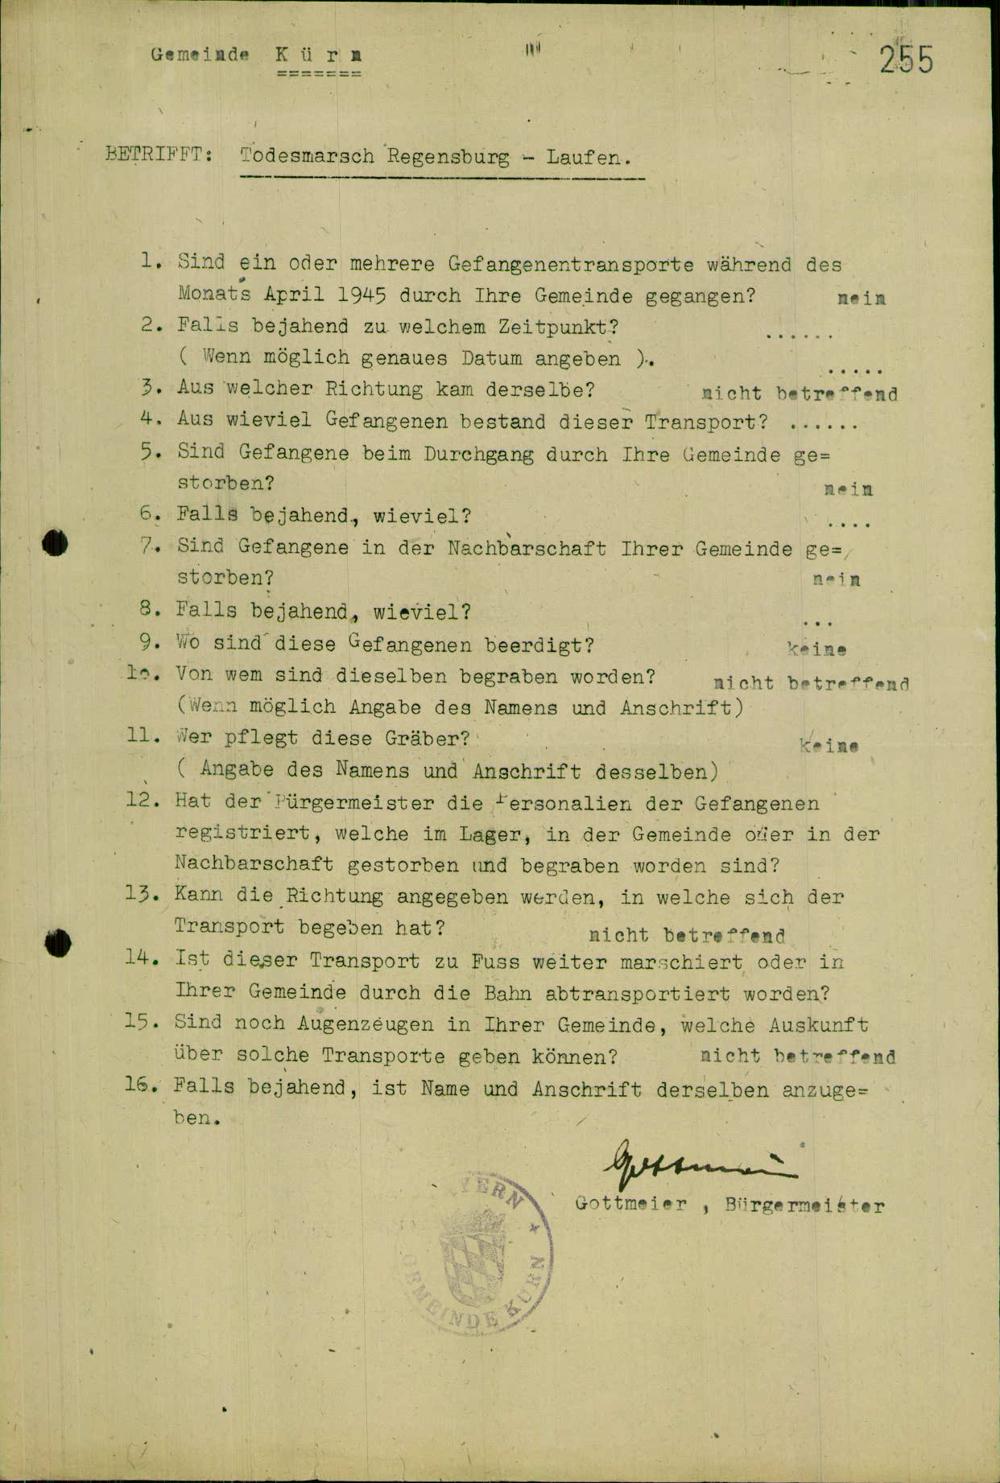 Gemeinde K ü r n
=======
255
BETRIFFT: Todesmarsch Regensburg - Laufen.
1. Sind ein oder mehrere Gefangenentransporte während des
Monats April 1945 durch Ihre Gemeinde gegangen? nein
2. Falls bejahend zu welchem Zeitpunkt? ......
( Wenn möglich genaues Datum angeben ). .....
3. Aus welcher Richtung kam derselbe? nicht betreffend
4. Aus wieviel Gefangenen bestand dieser Transport? ......
5. Sind Gefangene beim Durchgang durch Ihre Gemeinde ge=
storben? nein
6. Falls bejahend, wieviel? ....
7. Sind Gefangene in der Nachbarschaft Ihrer Gemeinde ge=
storben? nein
8. Falls bejahend, wieviel? ...
9. Wo sind diese Gefangenen beerdigt? keine
1o. Von wem sind dieselben begraben worden? nicht betreffend
(Wenn möglich Angabe des Namens und Anschrift)
11. Wer pflegt diese Gräber? keine
( Angabe des Namens und Anschrift desselben)
12. Hat der Bürgermeister die Personalien der Gefangenen
registriert, welche im Lager, in der Gemeinde oder in der
Nachbarschaft gestorben und begraben worden sind?
13. Kann die Richtung angegeben werden, in welche sich der
Transport begeben hat? nicht betreffend
14. Ist dieser Transport zu Fuss weiter marschiert oder in
Ihrer Gemeinde durch die Bahn abtransportiert worden?
15. Sind noch Augenzeugen in Ihrer Gemeinde, welche Auskunft
über solche Transporte geben können? nicht betreffend
16. Falls bejahend, ist Name und Anschrift derselben anzuge=
ben.
Gottmeier
Gottmeier , Bürgermeister
YERN
GEMEINDE KÜRN